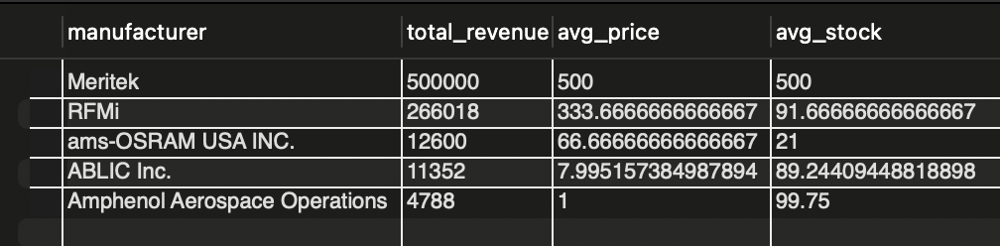 manufacturer total_revenue avg_price avg_stock
Meritek 500000 500 500
RFMi 266018 333.6666666666667 91.66666666666667
ams-OSRAM USA INC. 12600 66.66666666666667 21
ABLIC Inc. 11352 7.995157384987894 89.24409448818898
Amphenol Aerospace Operations 4788 1 99.75